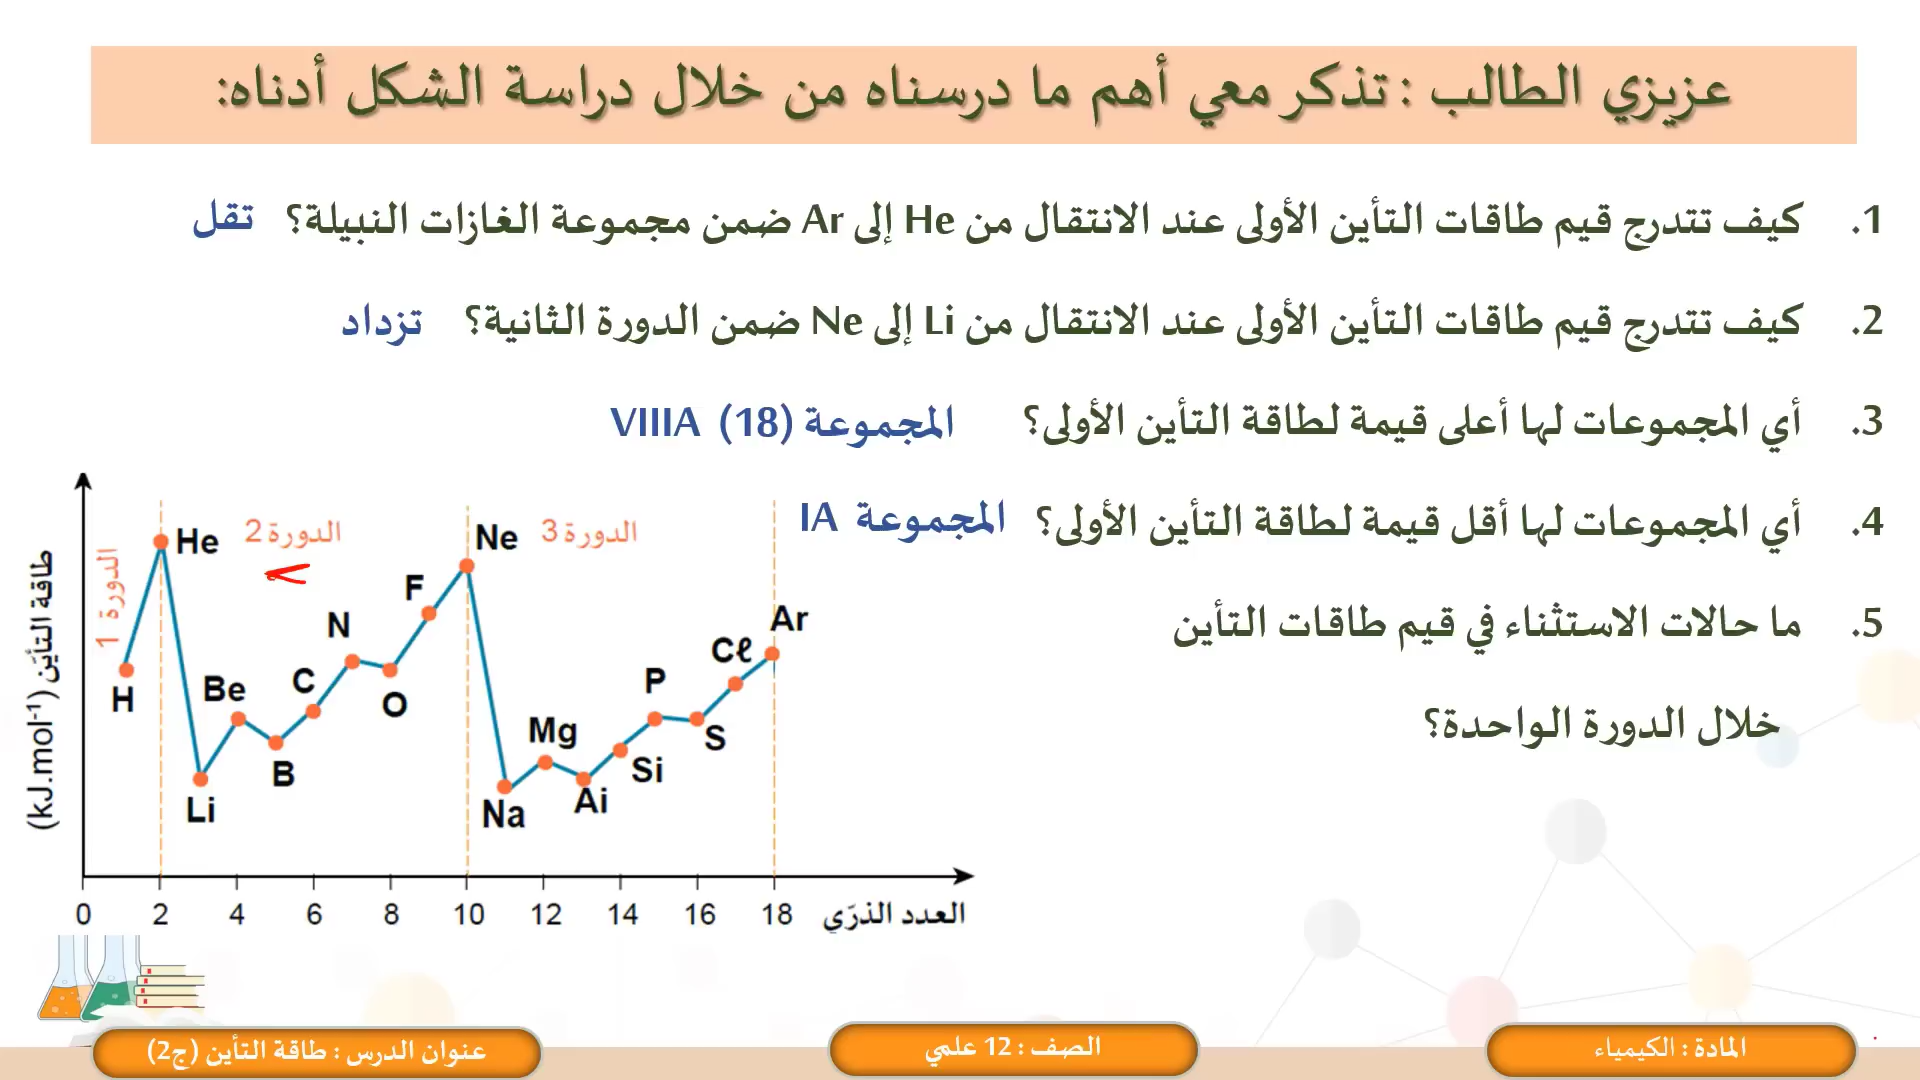 عزيزي الطالب : تذكر معي أهم ما درسناه من خلال دراسة الشكل أدناه:
1. كيف تتدرج قيم طاقات التأين الأولى عند الانتقال من He إلى Ar ضمن مجموعة الغازات النبيلة؟ تقل
2. كيف تتدرج قيم طاقات التأين الأولى عند الانتقال من Li إلى Ne ضمن الدورة الثانية؟ تزداد
3. أي المجموعات لها أعلى قيمة لطاقة التأين الأولى؟ المجموعة (18) VIIIA
4. أي المجموعات لها أقل قيمة لطاقة التأين الأولى؟ المجموعة IA
5. ما حالات الاستثناء في قيم طاقات التأين
خلال الدورة الواحدة؟
طاقة التأيَن (kJ.mol-¹)
الدورة 1
الدورة 2
الدورة 3
H
He
Li
Be
B
C
N
O
F
Ne
Na
Mg
Ai
Si
P
S
Cℓ
Ar
0 2 4 6 8 10 12 14 16 18
العدد الذرّي
المادة : الكيمياء
الصف : 12 علمي
عنوان الدرس : طاقة التأين (ج2)